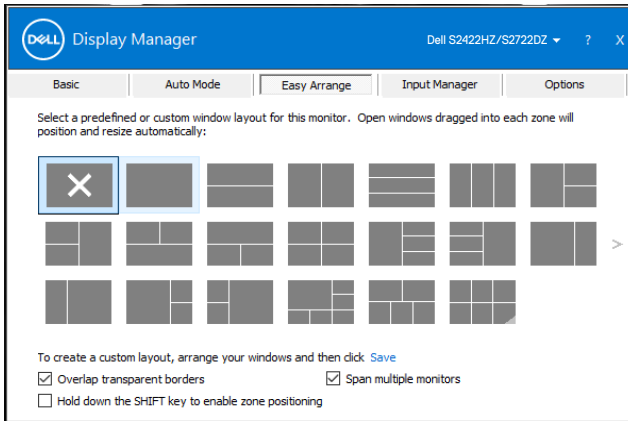 DELL Display Manager Dell S2422HZ/S2722DZ ? X
Basic Auto Mode Easy Arrange Input Manager Options
Select a predefined or custom window layout for this monitor. Open windows dragged into each zone will
position and resize automatically:
>
To create a custom layout, arrange your windows and then click Save
Overlap transparent borders Span multiple monitors
Hold down the SHIFT key to enable zone positioning